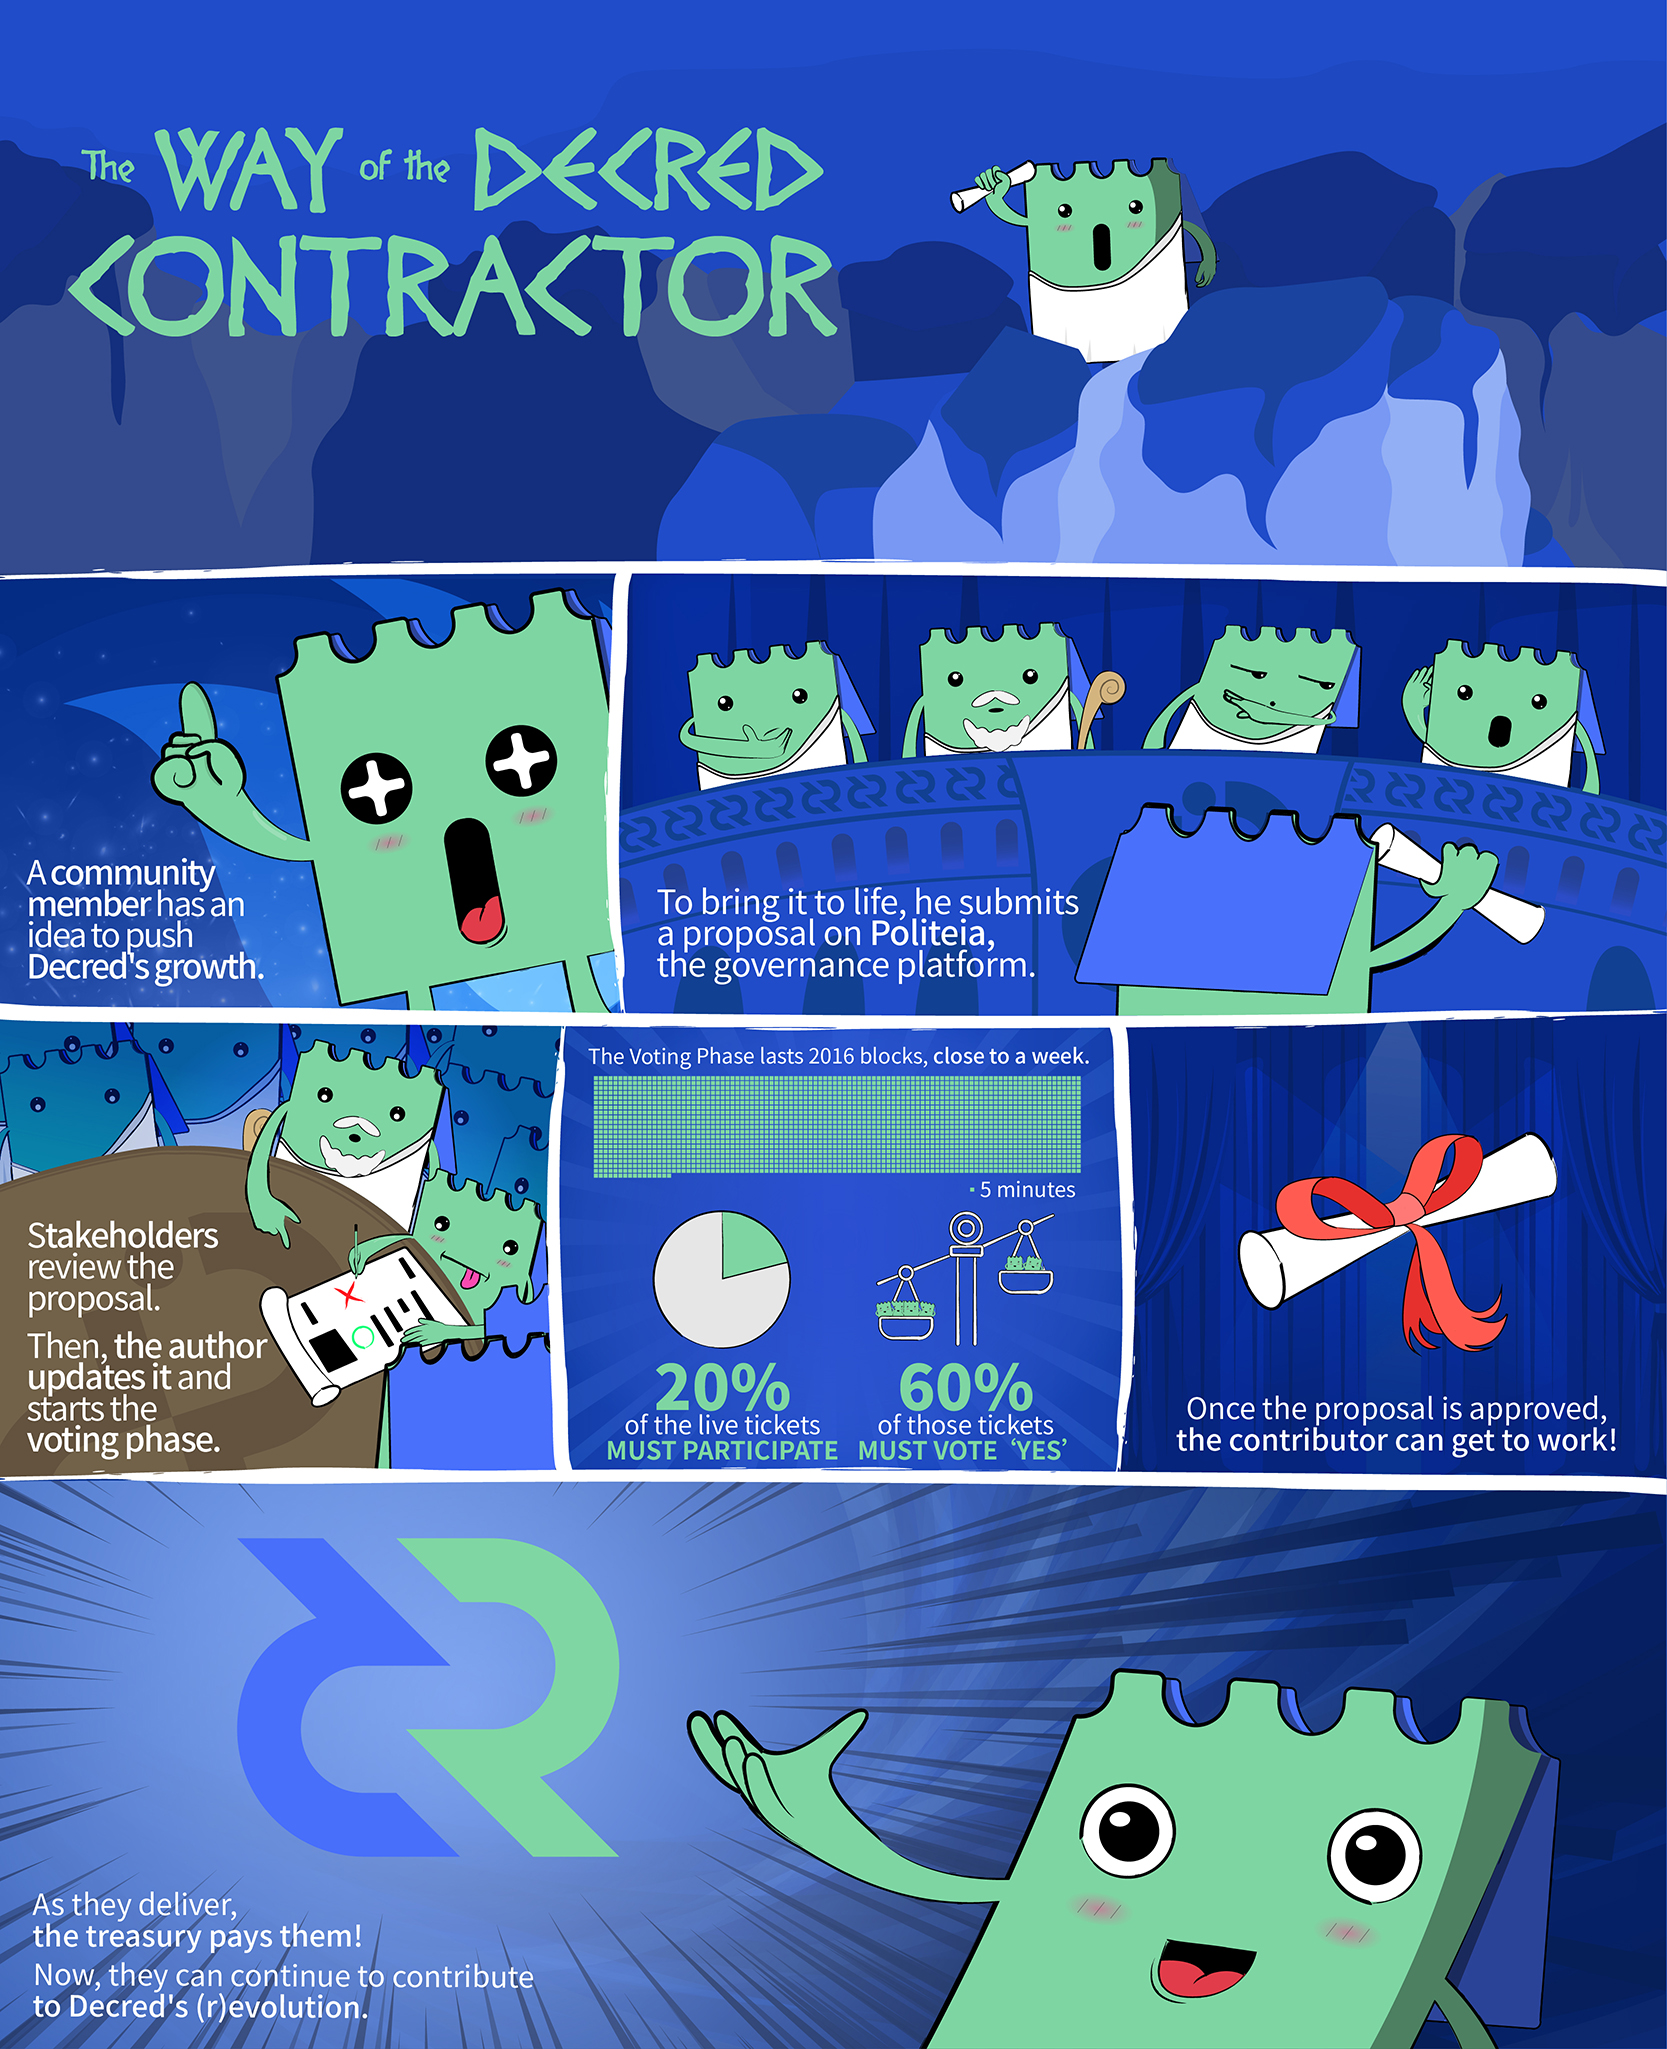 The WAY of the DECRED
CONTRACTOR
A community
member has an
idea to push
Decred's growth.
To bring it to life, he submits
a proposal on Politeia,
the governance platform.
Stakeholders
review the
proposal.
Then, the author
updates it and
starts the
voting phase.
The Voting Phase lasts 2016 blocks, close to a week.
5 minutes
20%
of the live tickets
MUST PARTICIPATE
60%
of those tickets
MUST VOTE ‘YES’
Once the proposal is approved,
the contributor can get to work!
As they deliver,
the treasury pays them!
Now, they can continue to contribute
to Decred's (r)evolution.